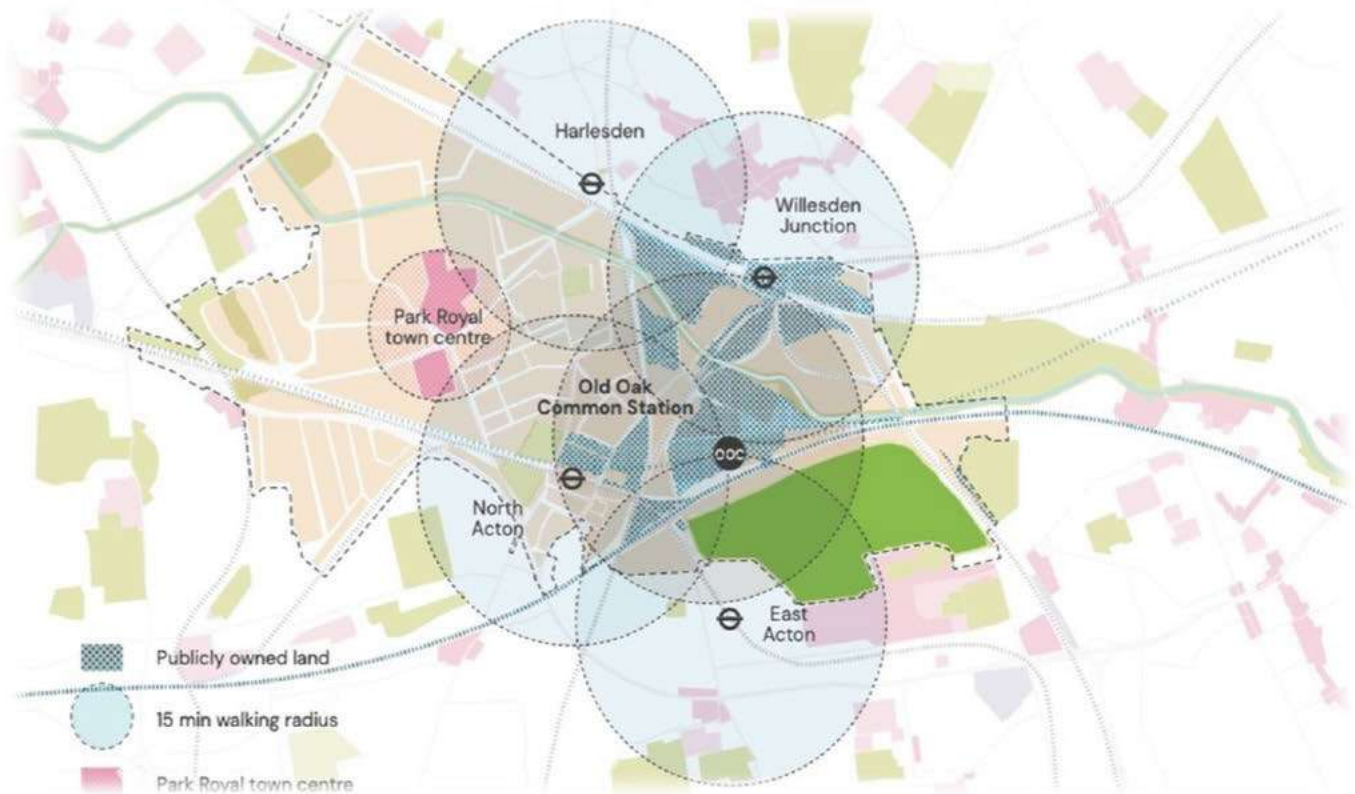 Harlesden
Willesden
Junction
Park Royal
town centre
Old Oak
Common Station
OOC
North
Acton
East
Acton
Publicly owned land
15 min walking radius
Park Royal town centre